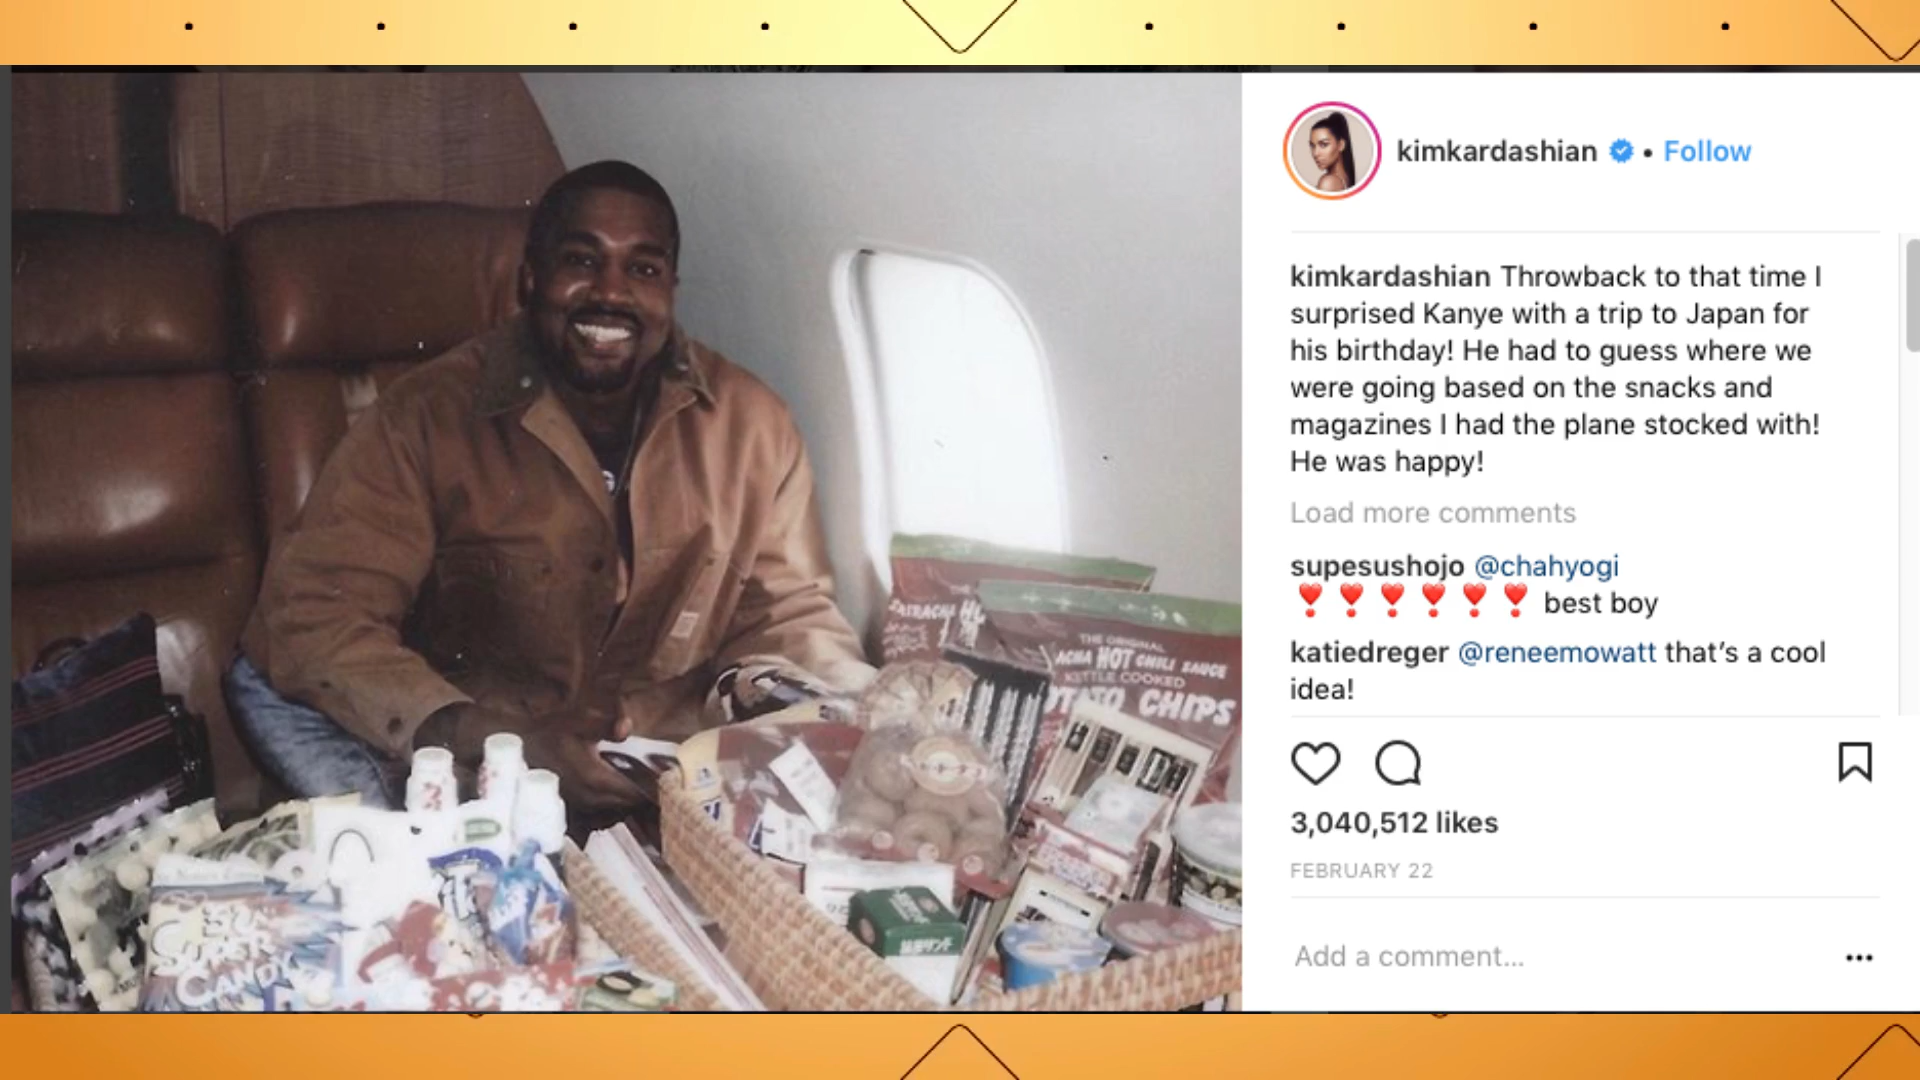 kimkardashian • Follow
kimkardashian Throwback to that time I
surprised Kanye with a trip to Japan for
his birthday! He had to guess where we
were going based on the snacks and
magazines I had the plane stocked with!
He was happy!
Load more comments
supesushojo @chahyogi
❣️❣️❣️❣️❣️❣️ best boy
katiedreger @reneemowatt that’s a cool
idea!
3,040,512 likes
FEBRUARY 22
Add a comment...
THE ORIGINAL
HOT CHILI SAUCE
KETTLE COOKED
CHIPS
CANDY